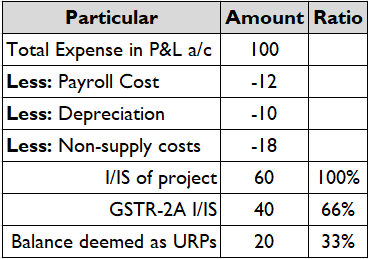 Particular Amount Ratio
Total Expense in P&L a/c 100
Less: Payroll Cost -12
Less: Depreciation -10
Less: Non-supply costs -18
I/IS of project 60 100%
GSTR-2A I/IS 40 66%
Balance deemed as URPs 20 33%